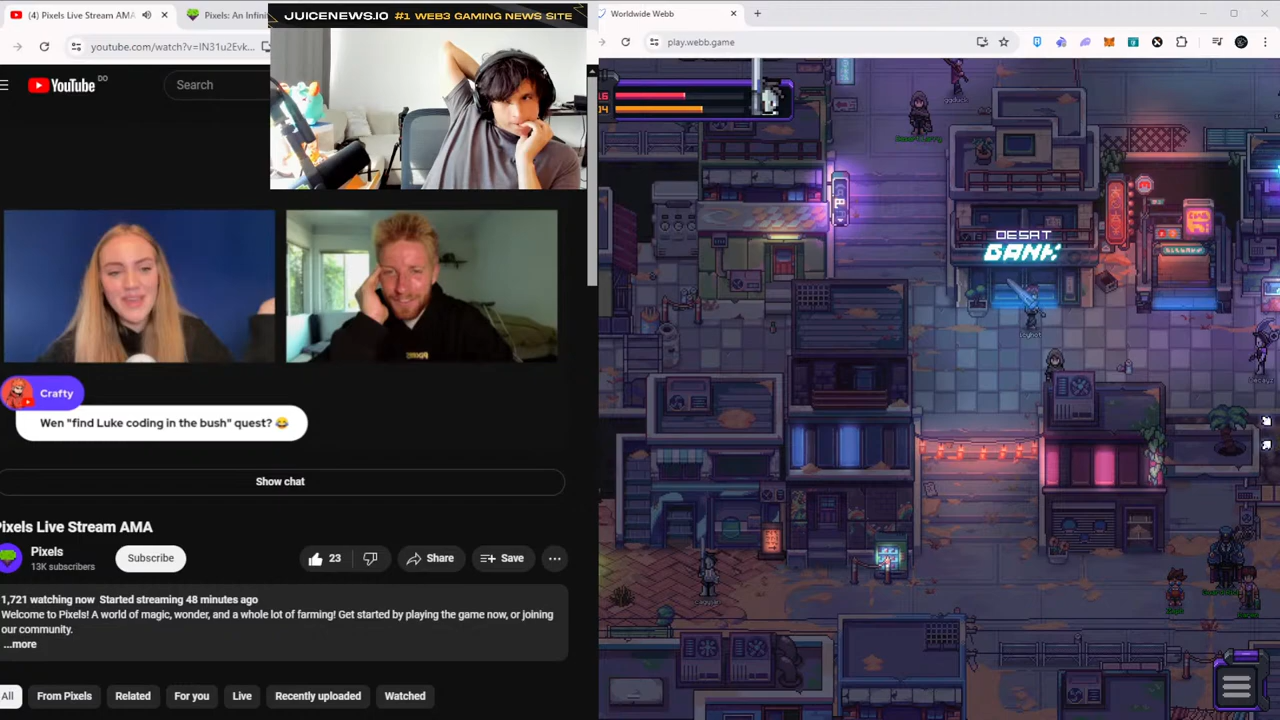 (4) Pixels Live Stream AMA
Pixels: An Infini
JUICENEWS.IO #1 WEB3 GAMING NEWS SITE
Worldwide Webb
youtube.com/watch?v=IN31u2Evk...
play.webb.game
YouTube DO
Search
Crafty
Wen "find Luke coding in the bush" quest? 😂
Show chat
Pixels Live Stream AMA
Pixels
13K subscribers
Subscribe
23
Share
Save
1,721 watching now Started streaming 48 minutes ago
Welcome to Pixels! A world of magic, wonder, and a whole lot of farming! Get started by playing the game now, or joining
our community.
...more
All
From Pixels
Related
For you
Live
Recently uploaded
Watched
ggduck
DESAT
BANK